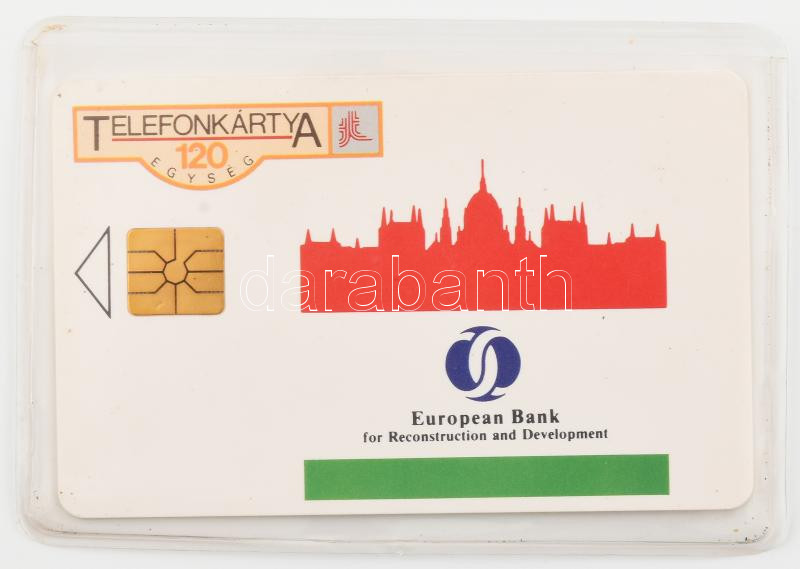 TELEFONKÁRTYA
120
EGYSÉG
darabanth
European Bank
for Reconstruction and Development